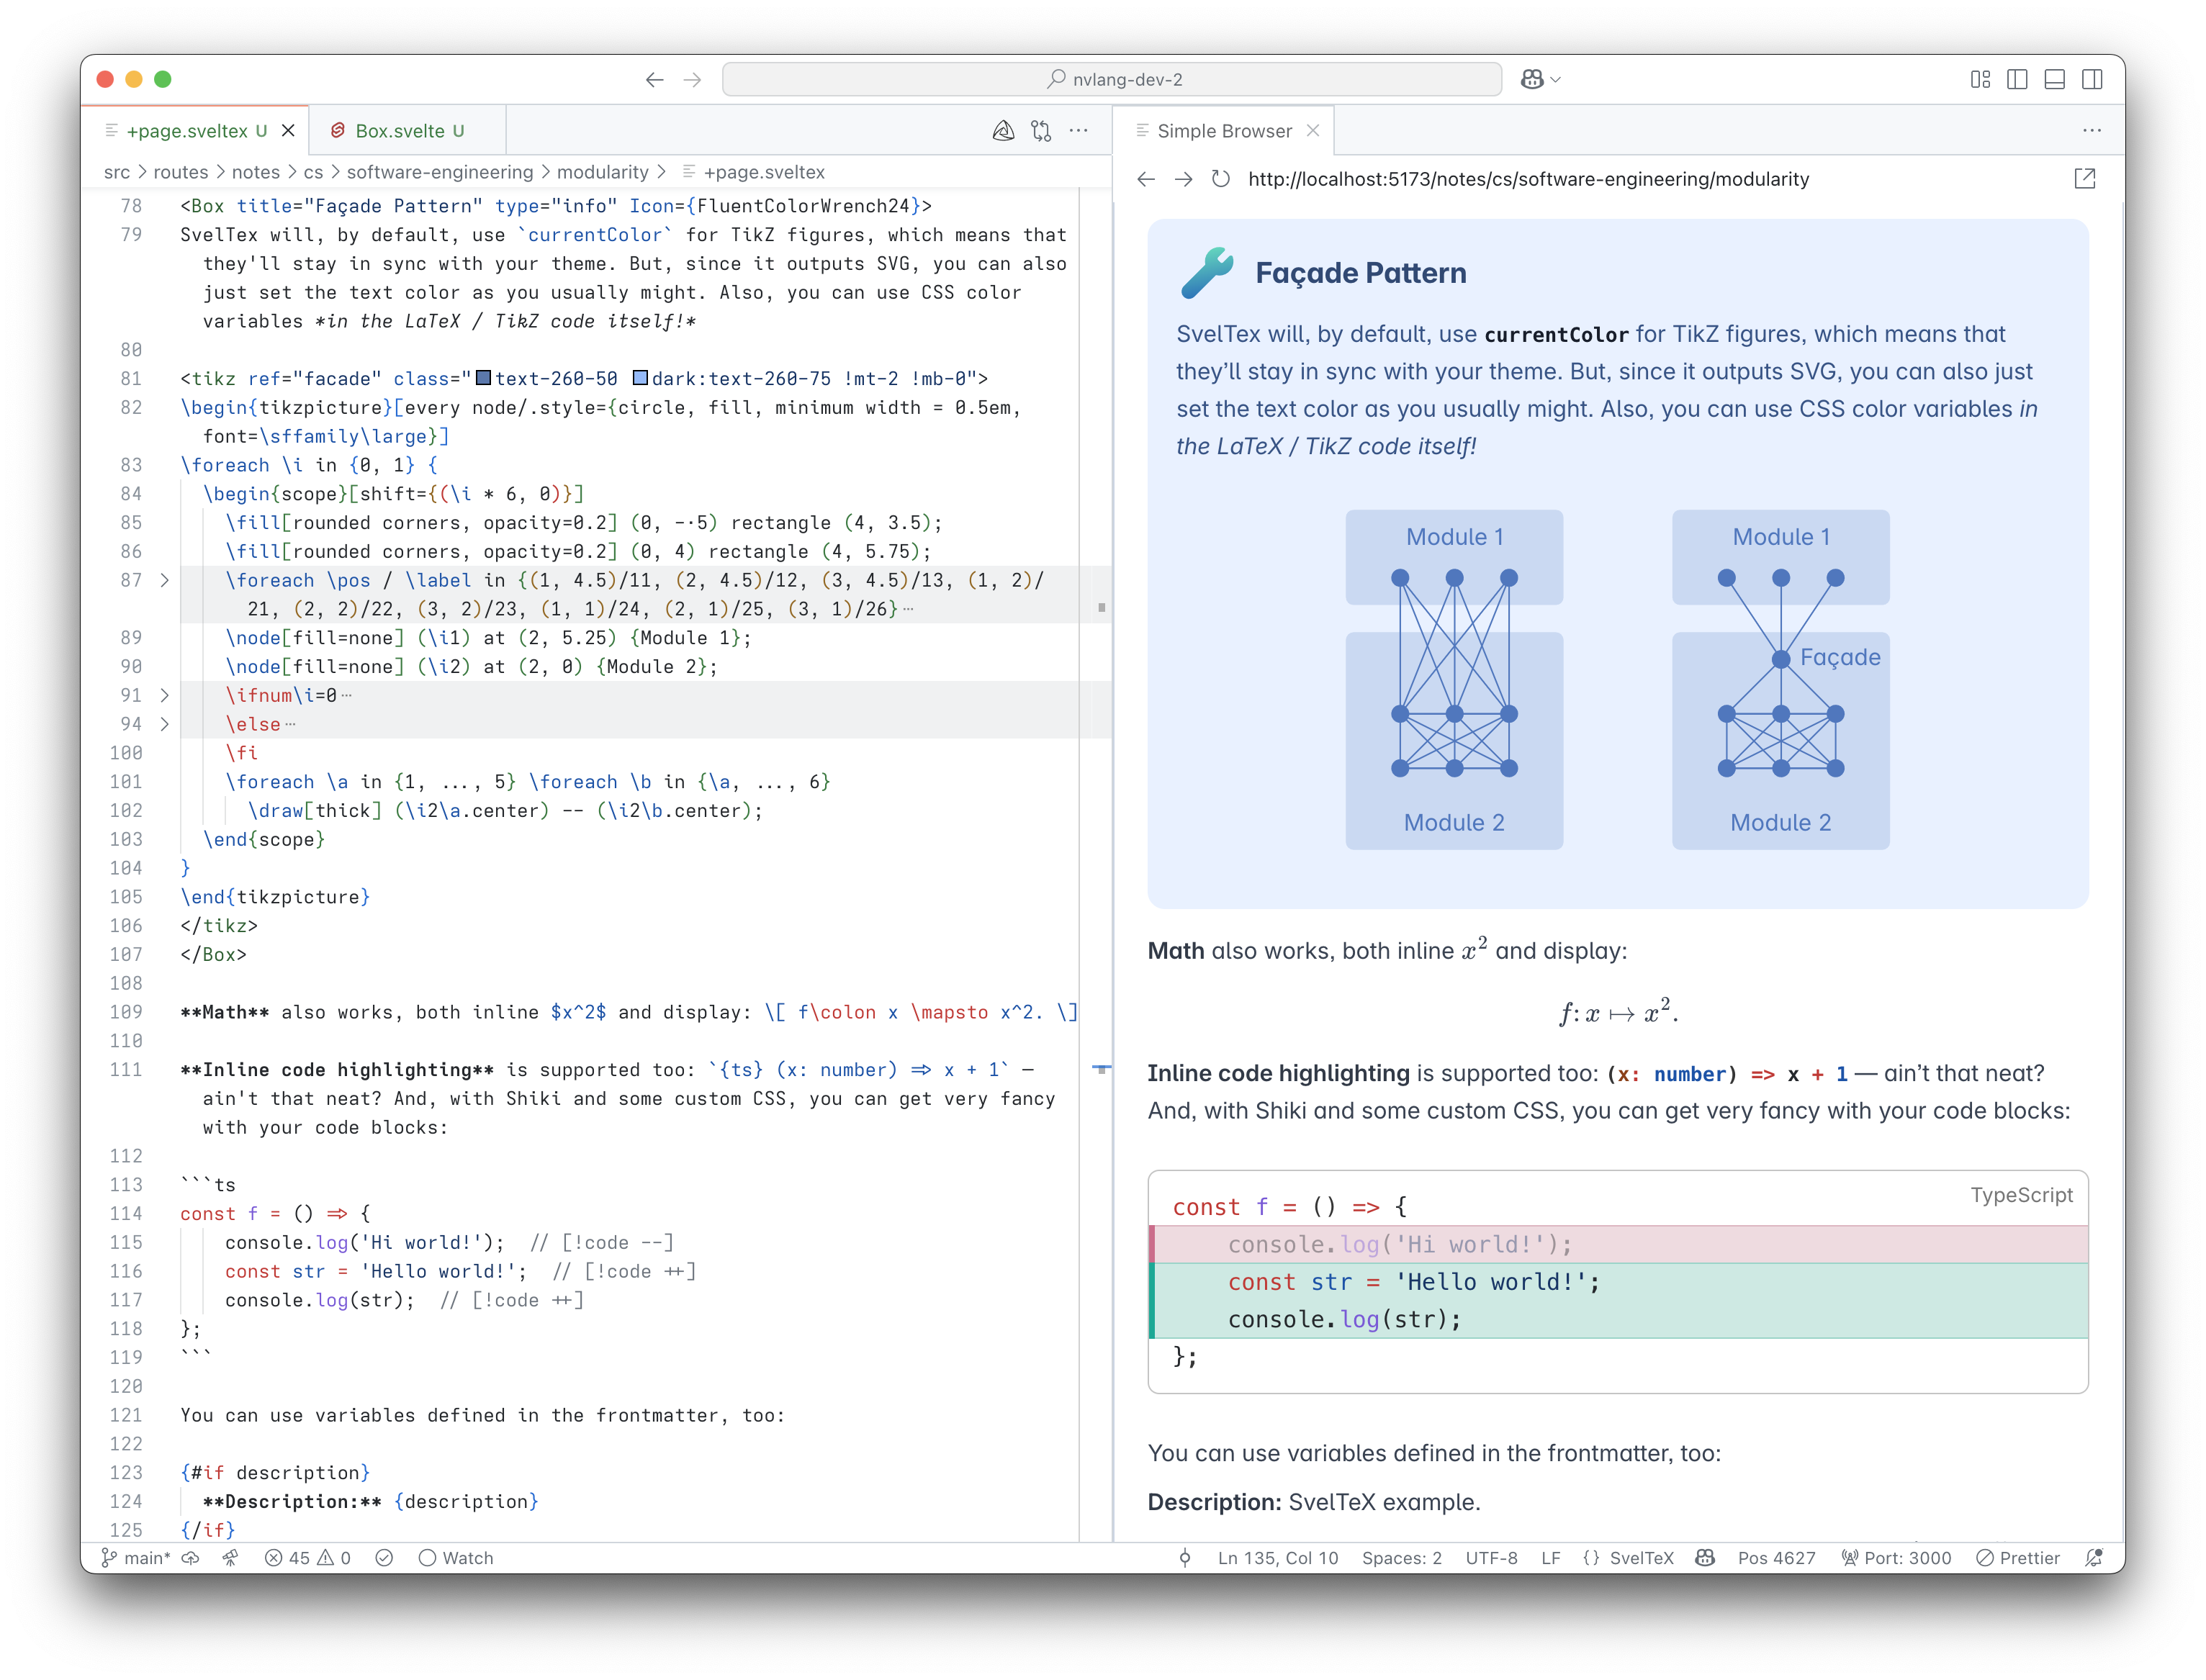 nvlang-dev-2
+page.sveltex U
Box.svelte U
src > routes > notes > cs > software-engineering > modularity > +page.sveltex
78 <Box title="Façade Pattern" type="info" Icon={FluentColorWrench24}>
79 SvelTex will, by default, use `currentColor` for TikZ figures, which means that
they'll stay in sync with your theme. But, since it outputs SVG, you can also
just set the text color as you usually might. Also, you can use CSS color
variables *in the LaTeX / TikZ code itself!*
80
81 <tikz ref="facade" class="text-260-50 dark:text-260-75 !mt-2 !mb-0">
82 \begin{tikzpicture}[every node/.style={circle, fill, minimum width = 0.5em,
font=\sffamily\large}]
83 \foreach \i in {0, 1} {
84 \begin{scope}[shift={(\i * 6, 0)}]
85 \fill[rounded corners, opacity=0.2] (0, -.5) rectangle (4, 3.5);
86 \fill[rounded corners, opacity=0.2] (0, 4) rectangle (4, 5.75);
87 \foreach \pos / \label in {(1, 4.5)/11, (2, 4.5)/12, (3, 4.5)/13, (1, 2)/
21, (2, 2)/22, (3, 2)/23, (1, 1)/24, (2, 1)/25, (3, 1)/26}…
89 \node[fill=none] (\i1) at (2, 5.25) {Module 1};
90 \node[fill=none] (\i2) at (2, 0) {Module 2};
91 \ifnum\i=0…
94 \else…
100 \fi
101 \foreach \a in {1, ..., 5} \foreach \b in {\a, ..., 6}
102 \draw[thick] (\i2\a.center) -- (\i2\b.center);
103 \end{scope}
104 }
105 \end{tikzpicture}
106 </tikz>
107 </Box>
108
109 **Math** also works, both inline $x^2$ and display: \[ f\colon x \mapsto x^2. \]
110
111 **Inline code highlighting** is supported too: `{ts} (x: number) => x + 1` —
ain't that neat? And, with Shiki and some custom CSS, you can get very fancy
with your code blocks:
112
113 ```ts
114 const f = () => {
115 console.log('Hi world!'); // [!code --]
116 const str = 'Hello world!'; // [!code ++]
117 console.log(str); // [!code ++]
118 };
119 ```
120
121 You can use variables defined in the frontmatter, too:
122
123 {#if description}
124 **Description:** {description}
125 {/if}
Simple Browser
http://localhost:5173/notes/cs/software-engineering/modularity
Façade Pattern
SvelTex will, by default, use currentColor for TikZ figures, which means that
they’ll stay in sync with your theme. But, since it outputs SVG, you can also just
set the text color as you usually might. Also, you can use CSS color variables in
the LaTeX / TikZ code itself!
Module 1
Module 1
Façade
Module 2
Module 2
Math also works, both inline x² and display:
f: x ↦ x².
Inline code highlighting is supported too: (x: number) => x + 1 — ain’t that neat?
And, with Shiki and some custom CSS, you can get very fancy with your code blocks:
TypeScript
const f = () => {
console.log('Hi world!');
const str = 'Hello world!';
console.log(str);
};
You can use variables defined in the frontmatter, too:
Description: SvelTeX example.
main* 45 0 Watch
Ln 135, Col 10 Spaces: 2 UTF-8 LF {} SvelTeX Pos 4627 Port: 3000 Prettier